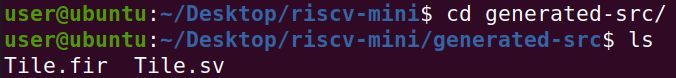 user@ubuntu:~/Desktop/riscv-mini$ cd generated-src/
user@ubuntu:~/Desktop/riscv-mini/generated-src$ ls
Tile.fir  Tile.sv